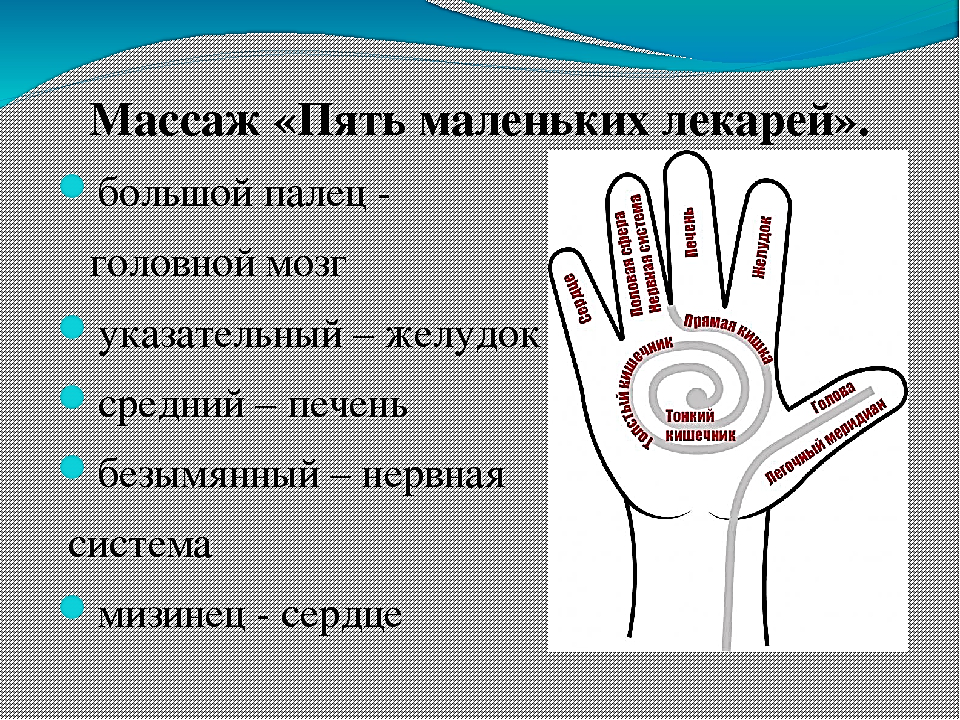 Массаж «Пять маленьких лекарей».
большой палец -
головной мозг
указательный – желудок
средний – печень
безымянный – нервная
система
мизинец - сердце
Сердце
Половая сфера
Нервная система
Печень
Желудок
Прямая кишка
Толстый кишечник
Тонкий
кишечник
Голова
Легочный меридиан